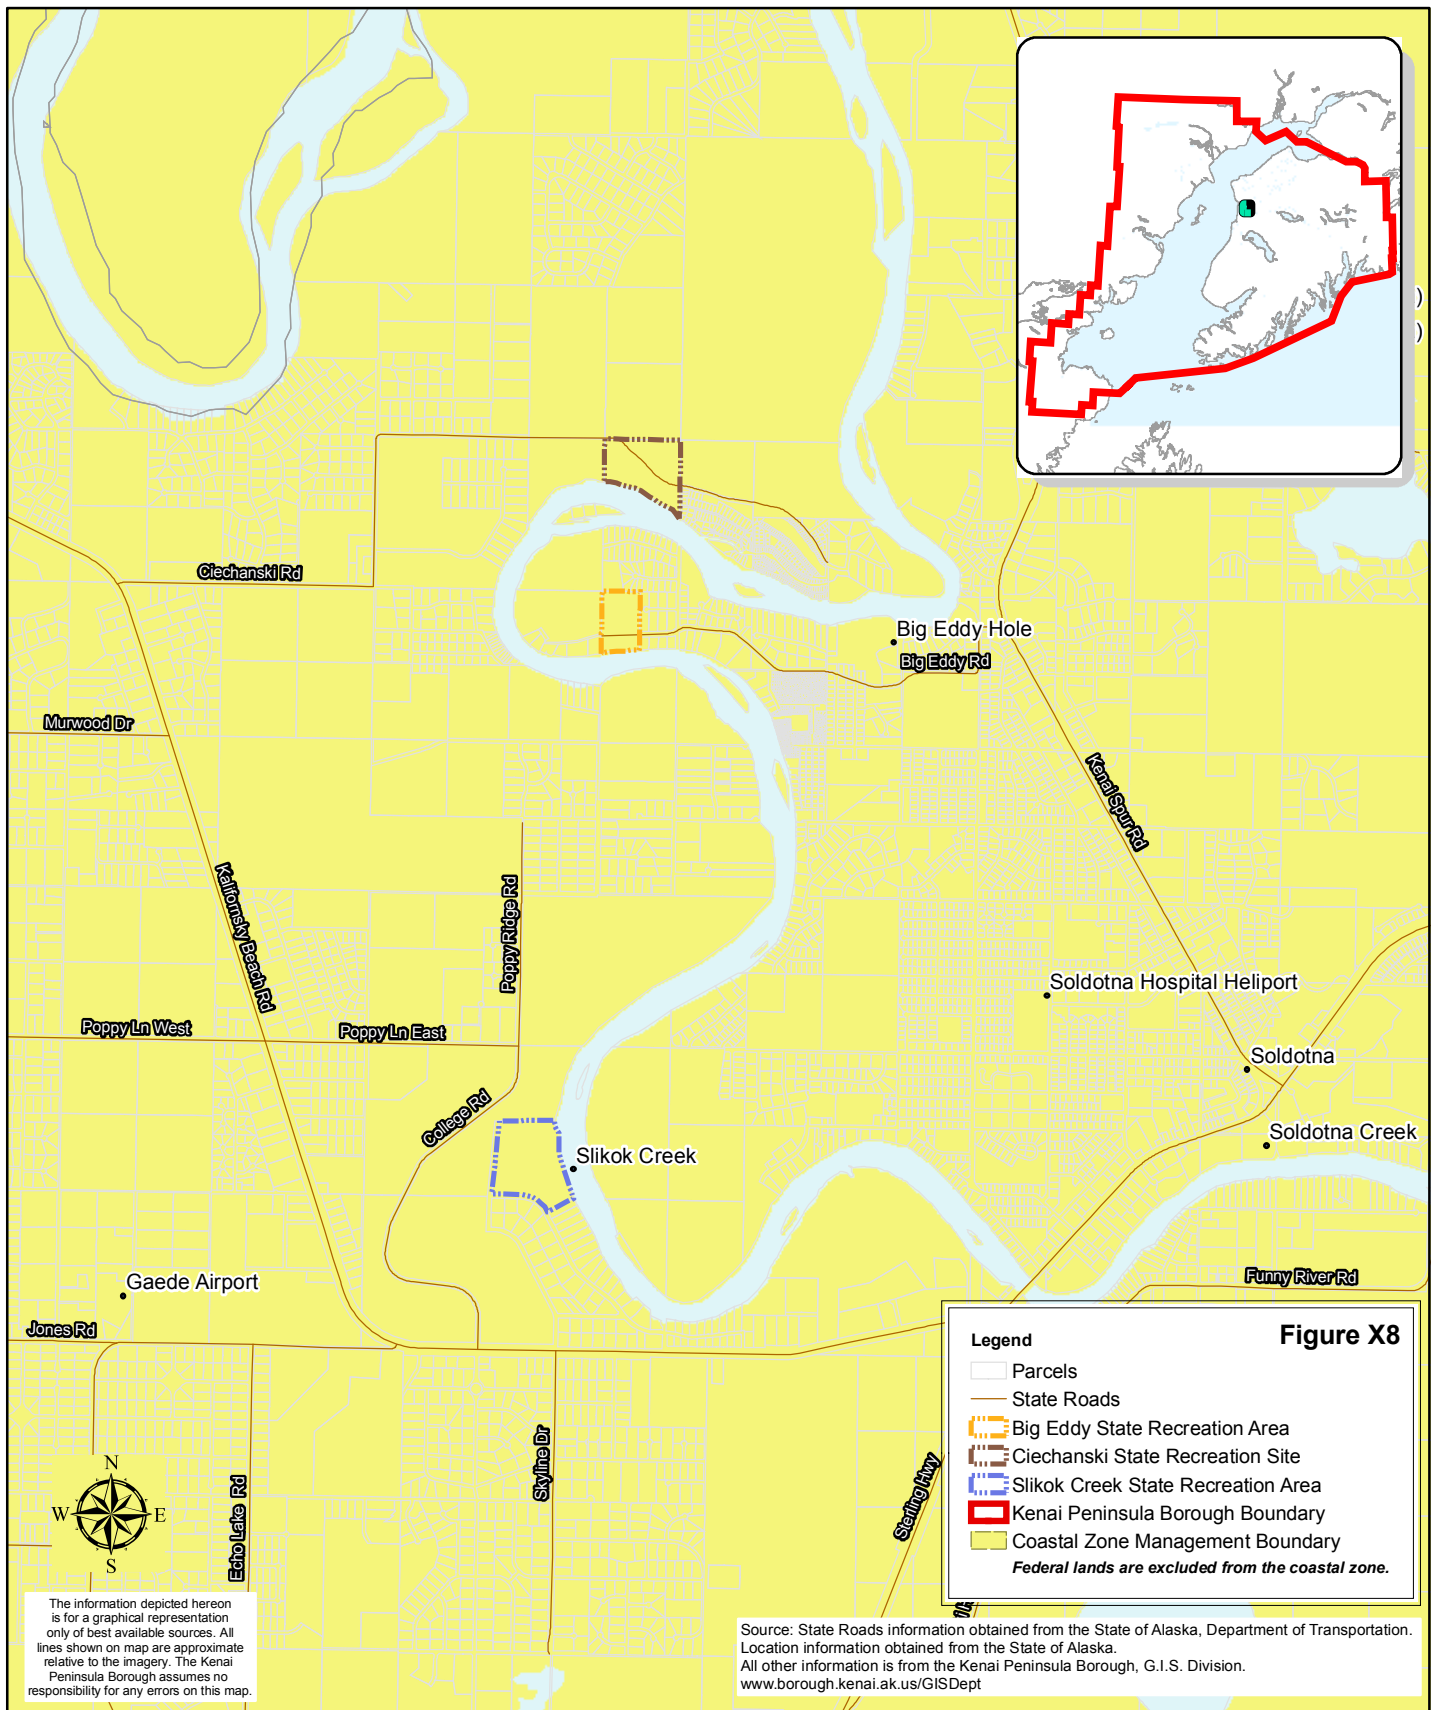 )
)
Ciechanski Rd
Big Eddy Hole
Big Eddy Rd
Murwood Dr
Kenai Spur Rd
Kalifornsky Beach Rd
Poppy Ridge Rd
Soldotna Hospital Heliport
Poppy Ln West
Poppy Ln East
Soldotna
College Rd
Soldotna Creek
Slikok Creek
Gaede Airport
Funny River Rd
Jones Rd
Skyline Dr
Echo Lake Rd
Sterling Hwy
N
W
E
S
Legend
Figure X8
Parcels
State Roads
Big Eddy State Recreation Area
Ciechanski State Recreation Site
Slikok Creek State Recreation Area
Kenai Peninsula Borough Boundary
Coastal Zone Management Boundary
Federal lands are excluded from the coastal zone.
The information depicted hereon
is for a graphical representation
only of best available sources. All
lines shown on map are approximate
relative to the imagery. The Kenai
Peninsula Borough assumes no
responsibility for any errors on this map.
Source: State Roads information obtained from the State of Alaska, Department of Transportation.
Location information obtained from the State of Alaska.
All other information is from the Kenai Peninsula Borough, G.I.S. Division.
www.borough.kenai.ak.us/GISDept